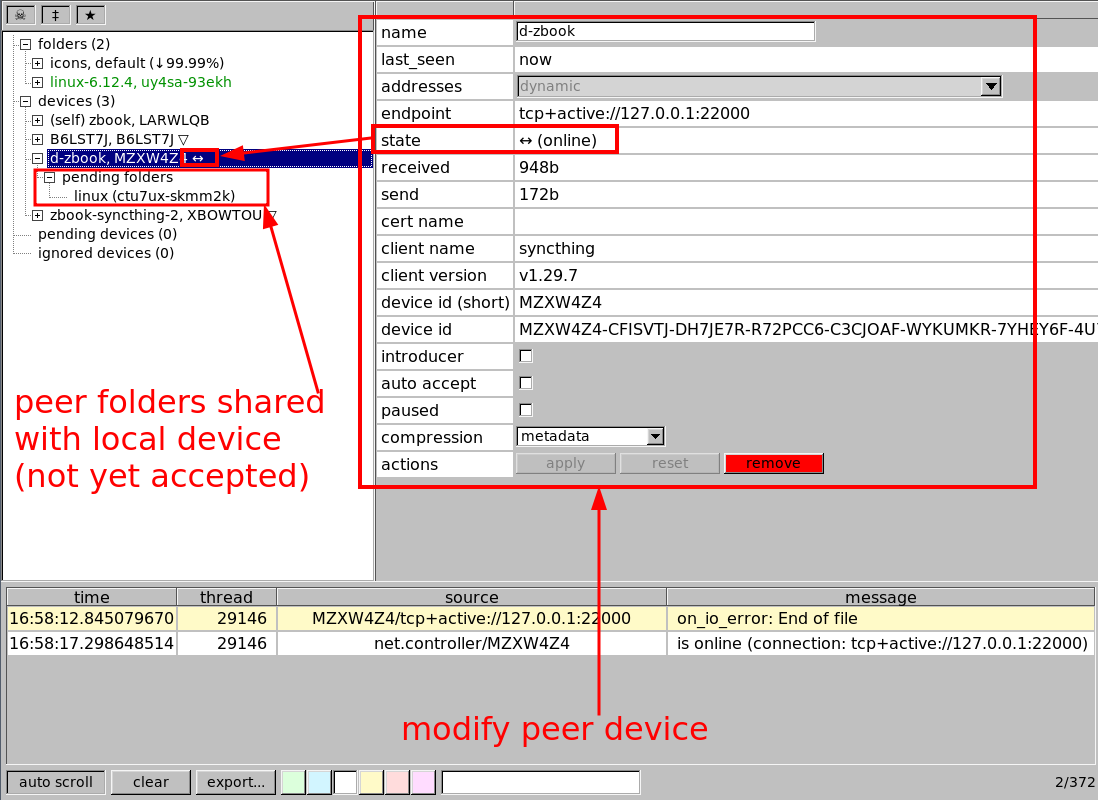 ☠ ‡ ★
folders (2)
icons, default (↓99.99%)
linux-6.12.4, uy4sa-93ekh
devices (3)
(self) zbook, LARWLQB
B6LST7J, B6LST7J ▽
d-zbook, MZXW4Z4 ↔
pending folders
linux (ctu7ux-skmm2k)
zbook-syncthing-2, XBOWTOU ▽
pending devices (0)
ignored devices (0)
peer folders shared
with local device
(not yet accepted)
name d-zbook
last_seen now
addresses dynamic
endpoint tcp+active://127.0.0.1:22000
state ↔ (online)
received 948b
send 172b
cert name
client name syncthing
client version v1.29.7
device id (short) MZXW4Z4
device id MZXW4Z4-CFISVTJ-DH7JE7R-R72PCC6-C3CJOAF-WYKUMKR-7YHEY6F-4U
introducer
auto accept
paused
compression metadata
actions apply reset remove
time thread source message
16:58:12.845079670 29146 MZXW4Z4/tcp+active://127.0.0.1:22000 on_io_error: End of file
16:58:17.298648514 29146 net.controller/MZXW4Z4 is online (connection: tcp+active://127.0.0.1:22000)
modify peer device
auto scroll clear export... 2/372